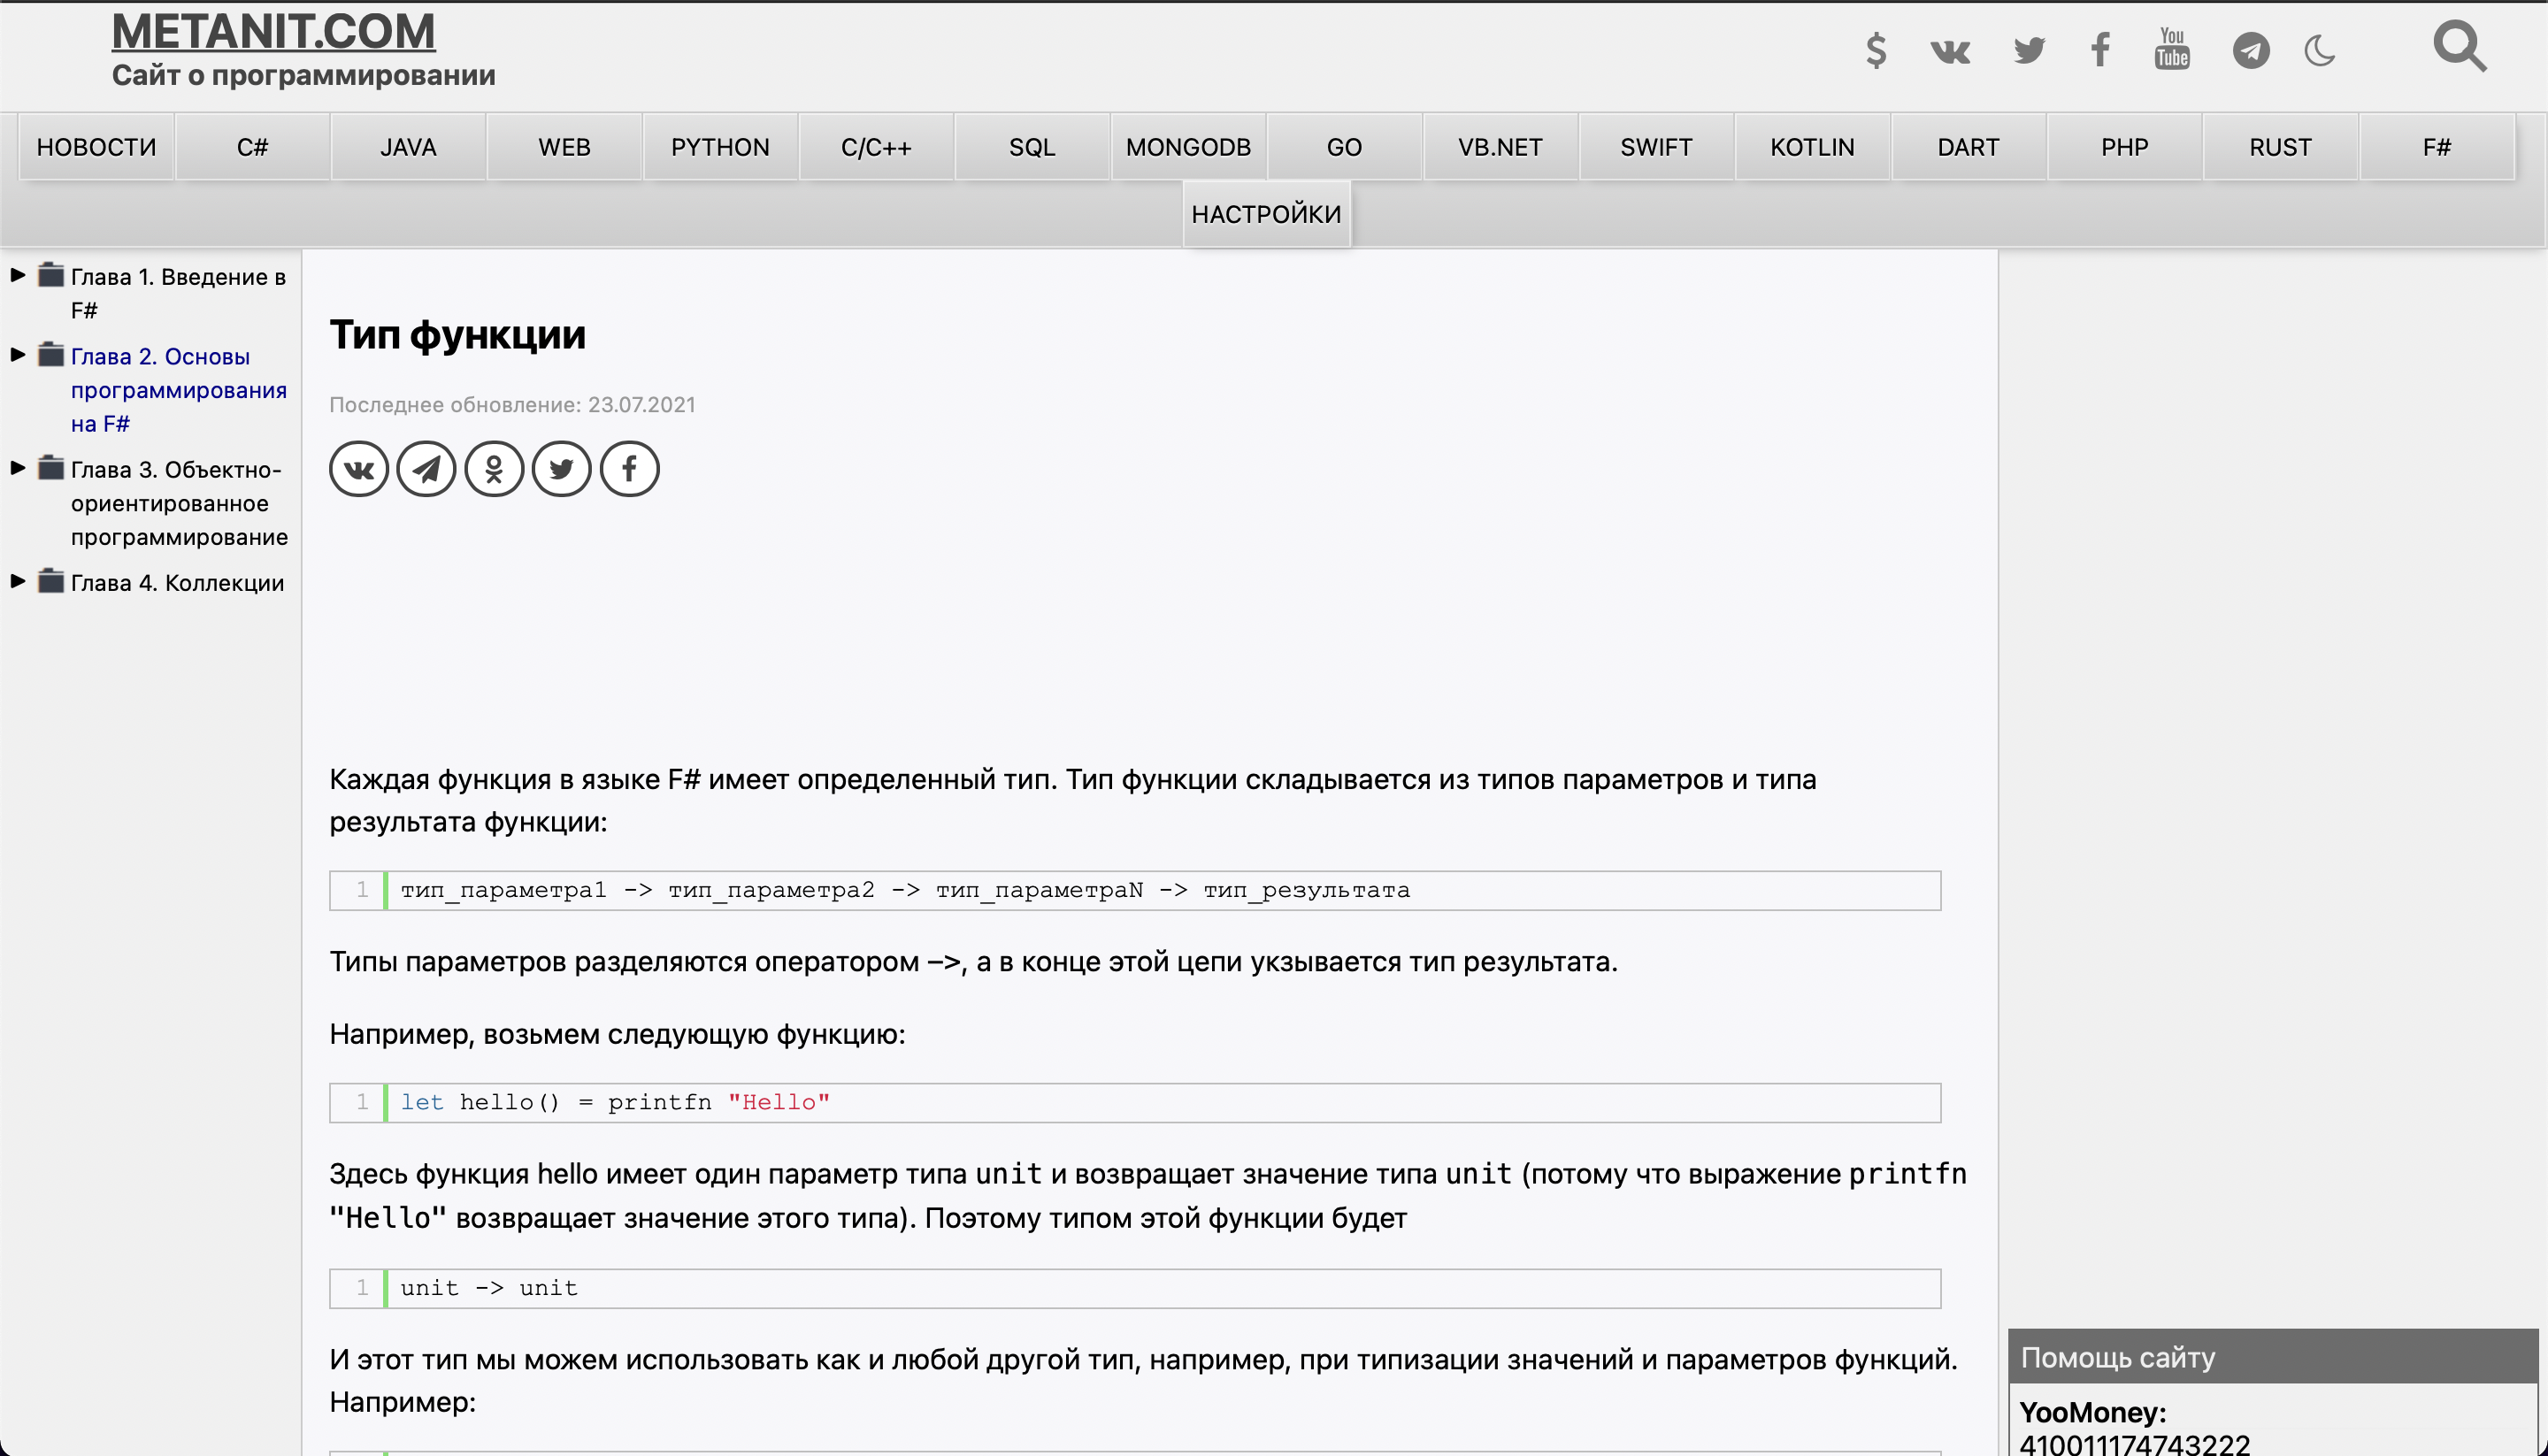 METANIT.COM
Сайт о программировании
You
Tube
НОВОСТИ C# JAVA WEB PYTHON C/C++ SQL MONGODB GO VB.NET SWIFT KOTLIN DART PHP RUST F#
НАСТРОЙКИ
Глава 1. Введение в
F#
Глава 2. Основы
программирования
на F#
Глава 3. Объектно-
ориентированное
программирование
Глава 4. Коллекции
Тип функции
Последнее обновление: 23.07.2021
Каждая функция в языке F# имеет определенный тип. Тип функции складывается из типов параметров и типа
результата функции:
1 тип_параметра1 -> тип_параметра2 -> тип_параметраN -> тип_результата
Типы параметров разделяются оператором –>, а в конце этой цепи укзывается тип результата.
Например, возьмем следующую функцию:
1 let hello() = printfn "Hello"
Здесь функция hello имеет один параметр типа unit и возвращает значение типа unit (потому что выражение printfn
"Hello" возвращает значение этого типа). Поэтому типом этой функции будет
1 unit -> unit
И этот тип мы можем использовать как и любой другой тип, например, при типизации значений и параметров функций.
Например:
Помощь сайту
YooMoney:
410011174743222